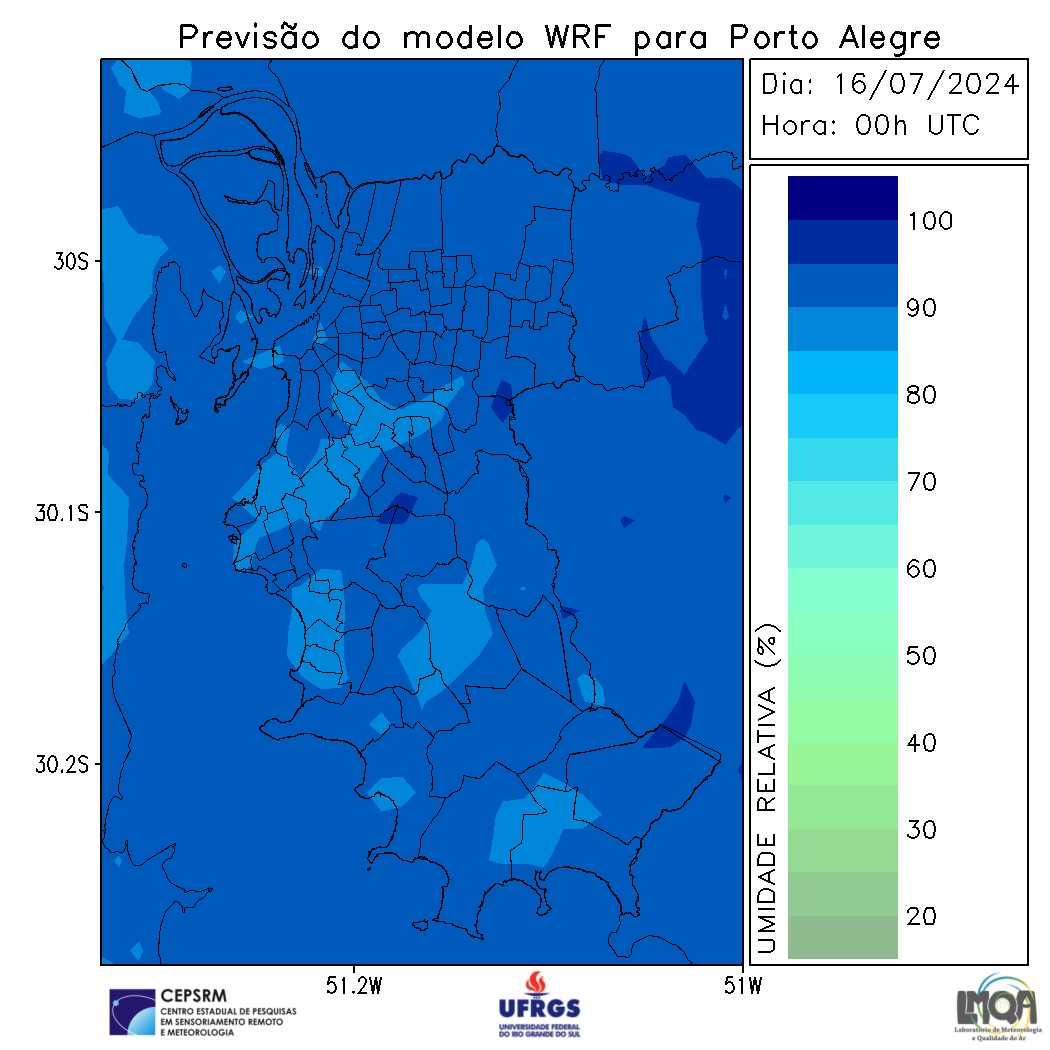 Previsão do modelo WRF para Porto Alegre
Dia: 16/07/2024
Hora: 00h UTC
30S
30.1S
30.2S
51.2W
51W
100
90
80
70
60
50
40
30
20
UMIDADE RELATIVA (%)
CEPSRM
CENTRO ESTADUAL DE PESQUISAS
EM SENSORIAMENTO REMOTO
E METEOROLOGIA
UFRGS
UNIVERSIDADE FEDERAL
DO RIO GRANDE DO SUL
LMQA
Laboratório de Meteorologia
e Qualidade do Ar